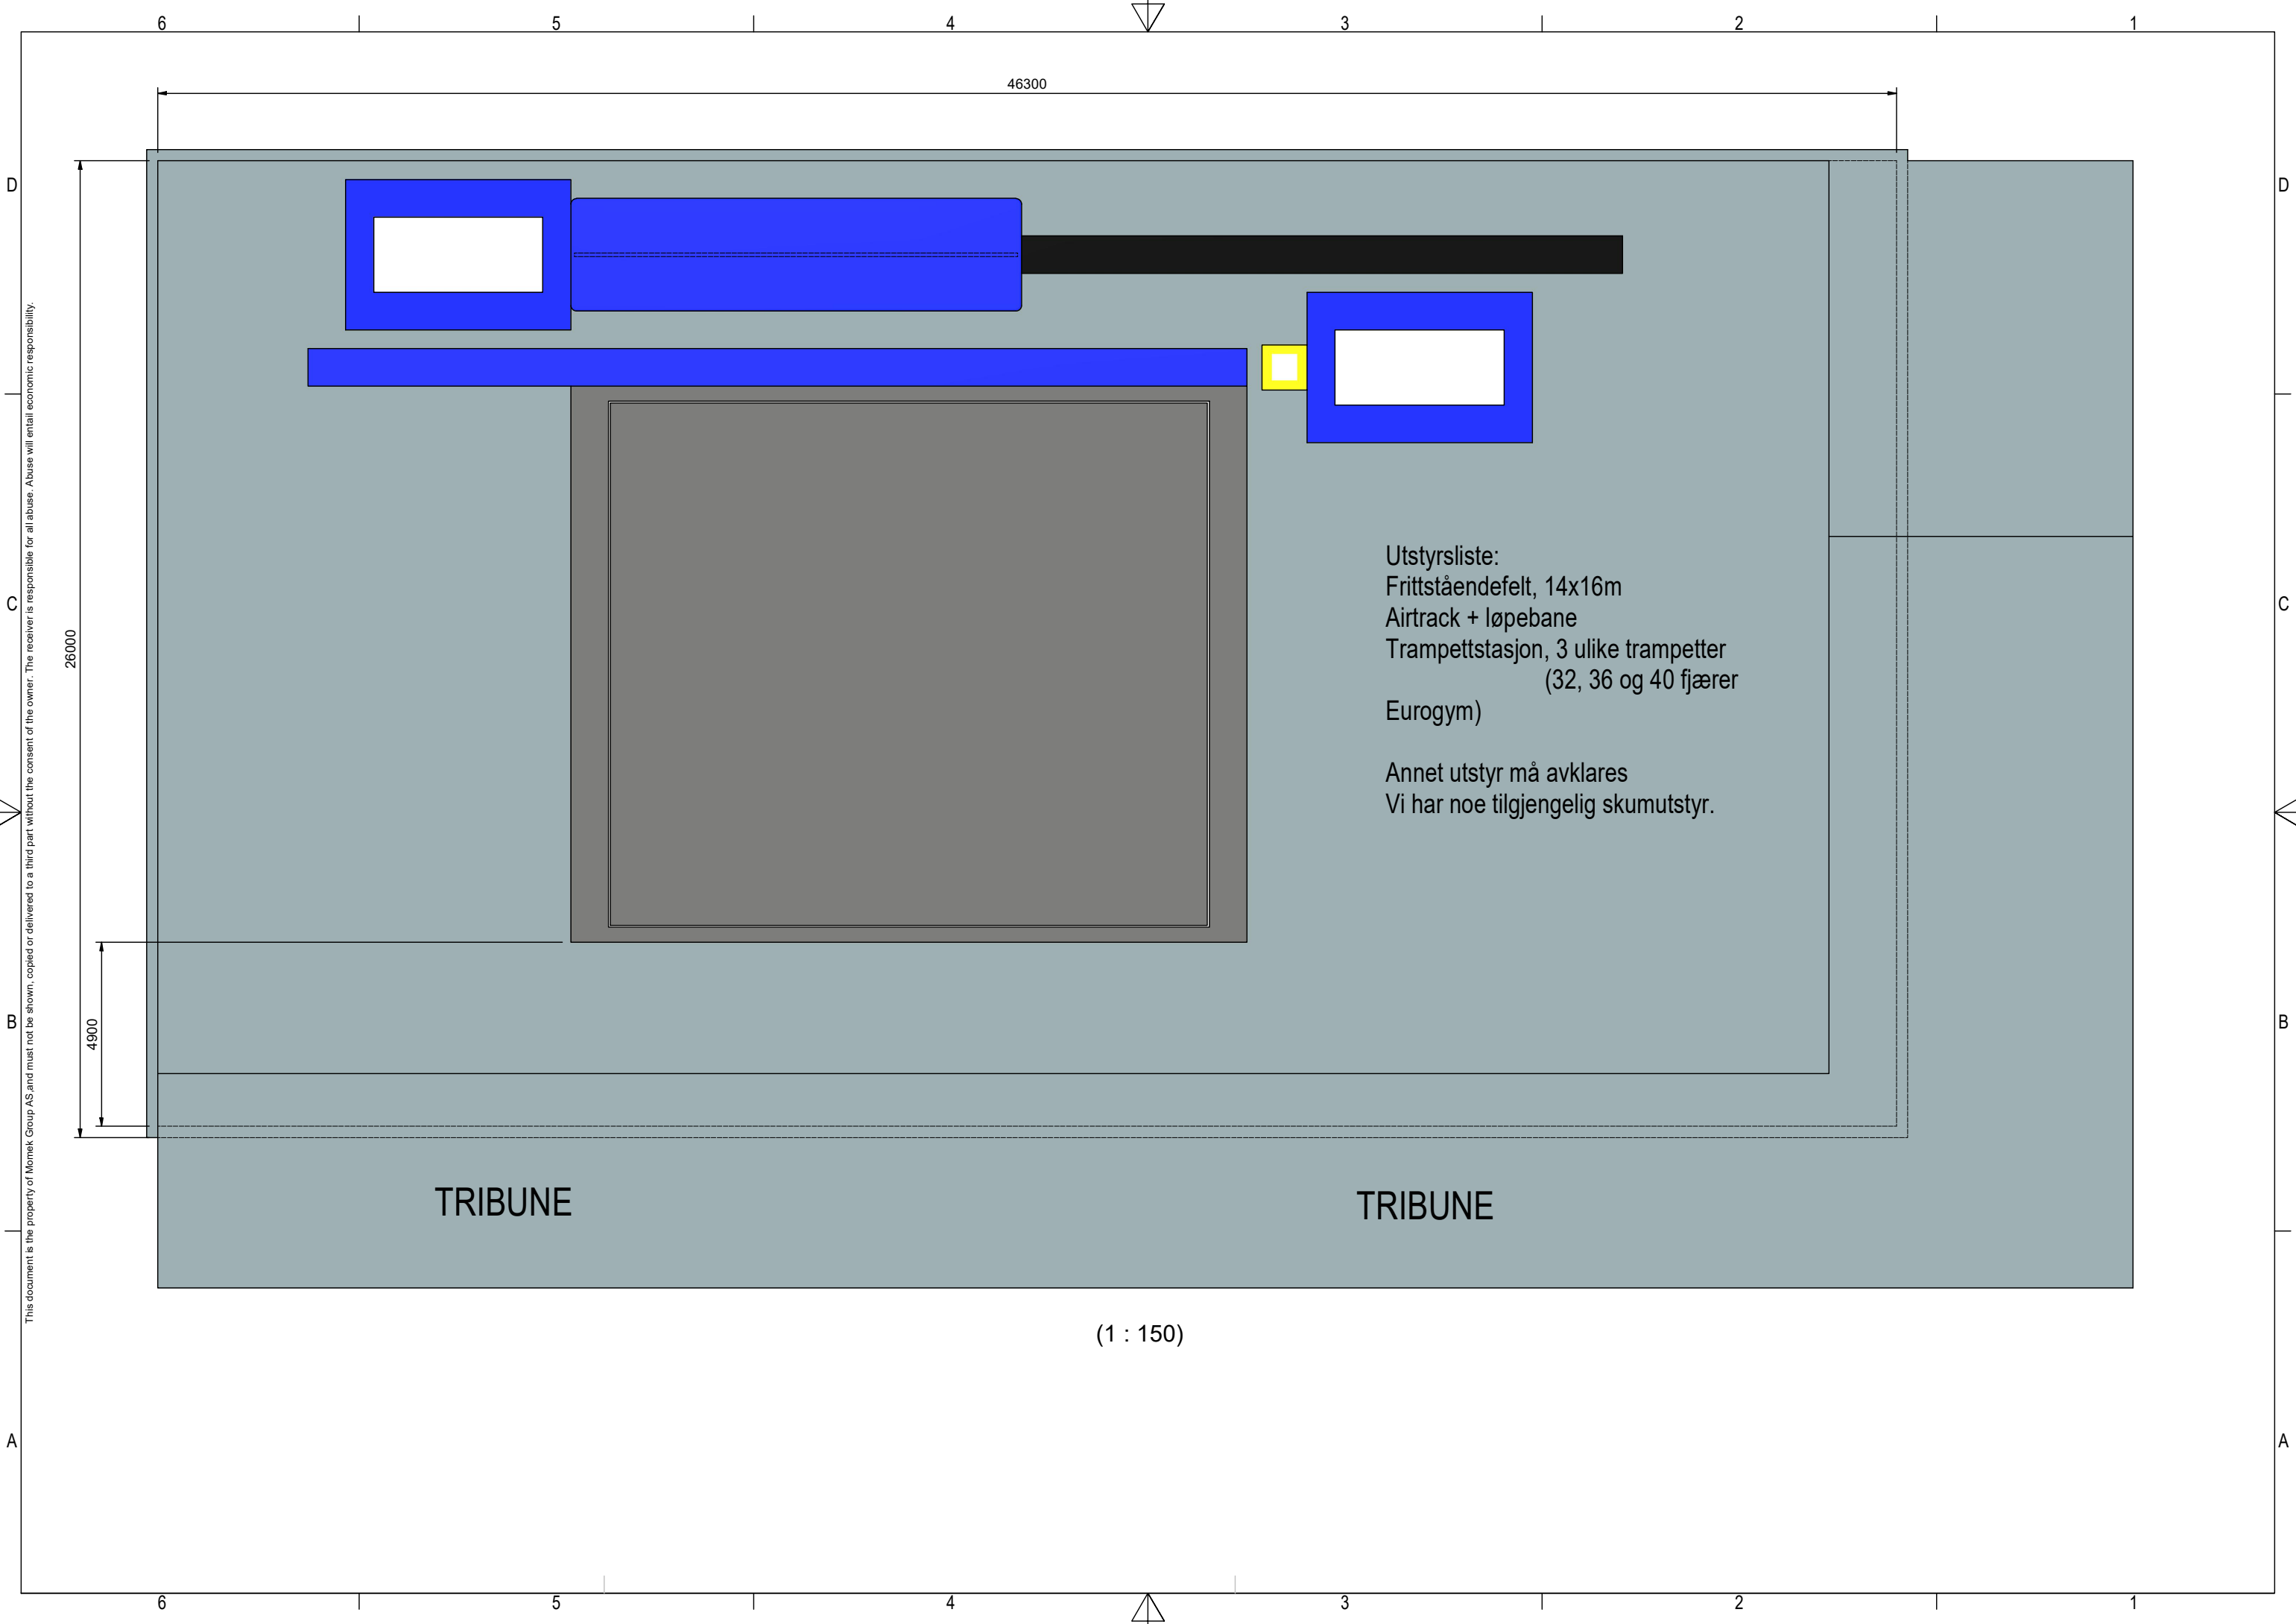 6 5 4 3 2 1
46300
D D
C C
B B
A A
26000
4900
This document is the property of Momek Group AS,and must not be shown, copied or delivered to a third part without the consent of the owner. The receiver is responsible for all abuse. Abuse will entail economic responsibility.
Utstyrsliste:
Frittståendefelt, 14x16m
Airtrack + løpebane
Trampettstasjon, 3 ulike trampetter
(32, 36 og 40 fjærer
Eurogym)
Annet utstyr må avklares
Vi har noe tilgjengelig skumutstyr.
TRIBUNE TRIBUNE
(1 : 150)
6 5 4 3 2 1